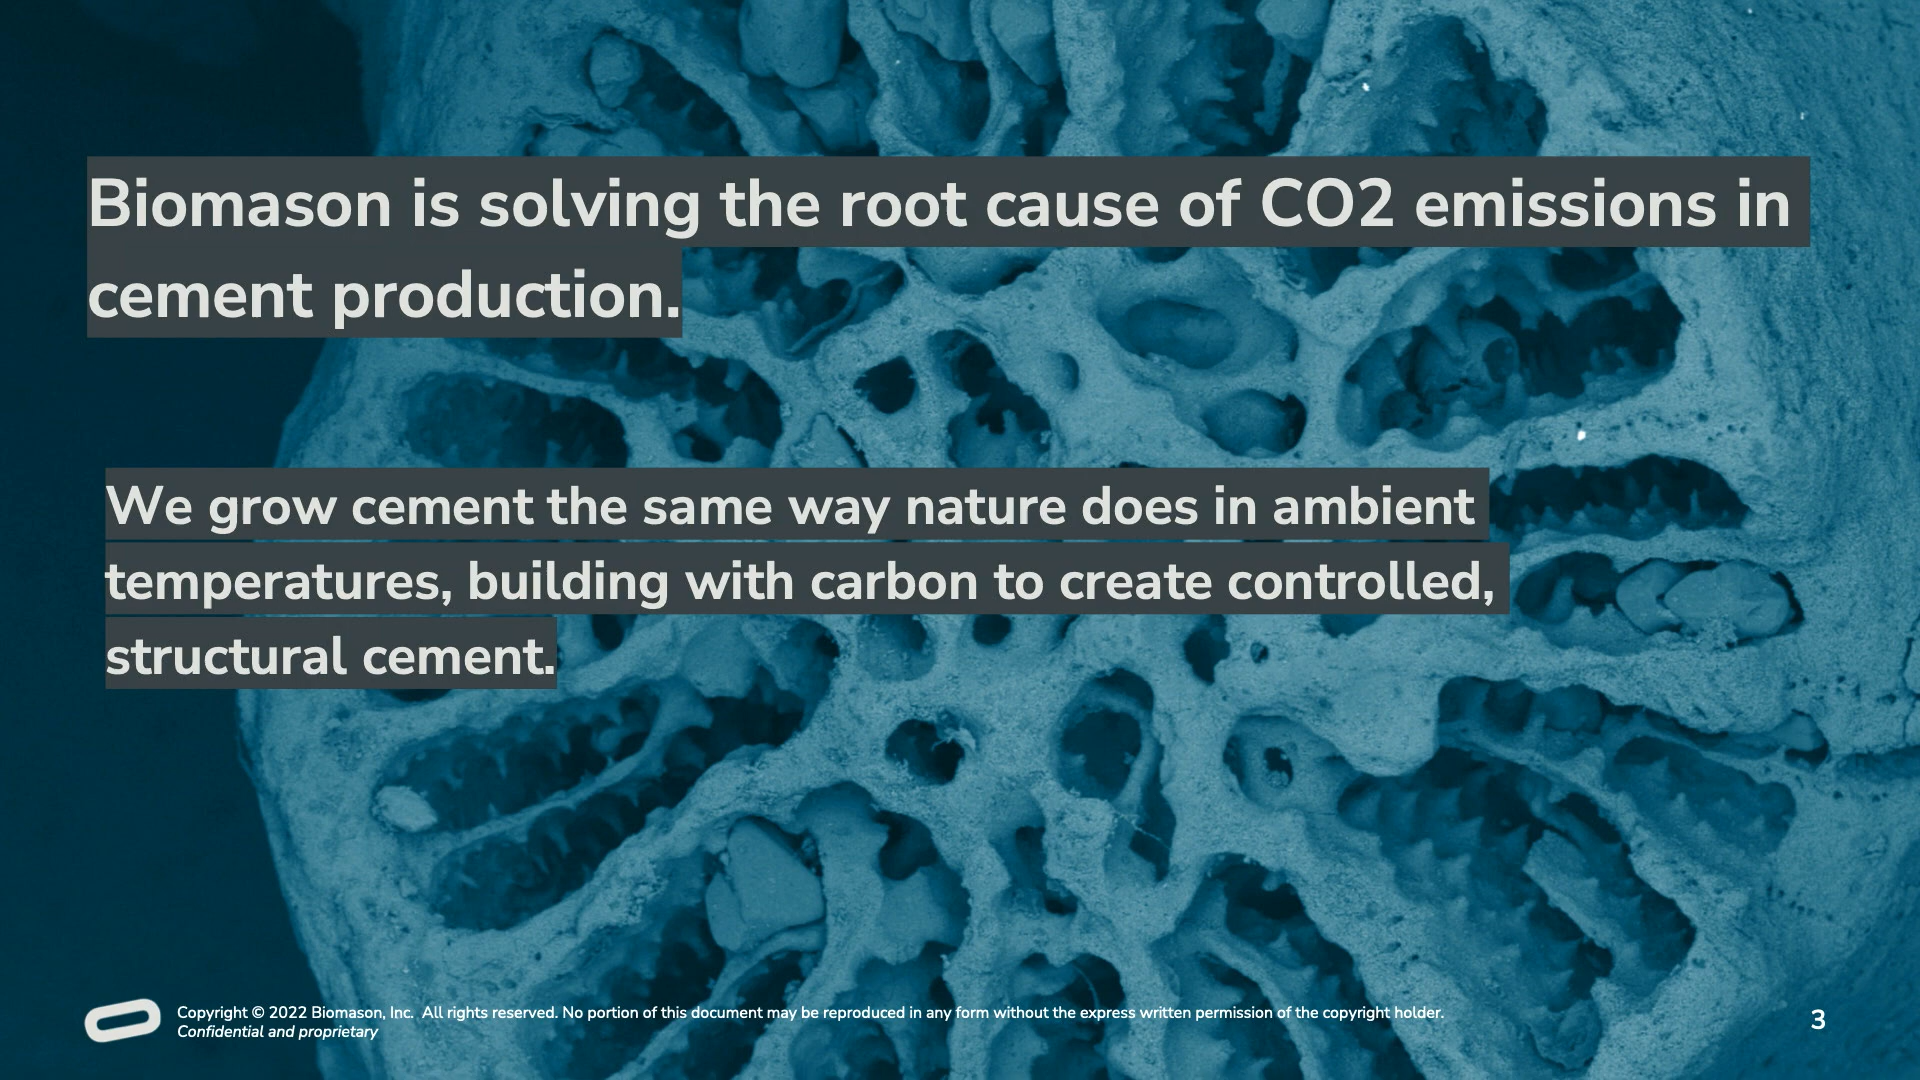 Biomason is solving the root cause of CO2 emissions in
cement production.
We grow cement the same way nature does in ambient
temperatures, building with carbon to create controlled,
structural cement.
Copyright © 2022 Biomason, Inc.  All rights reserved. No portion of this document may be reproduced in any form without the express written permission of the copyright holder.
Confidential and proprietary
3